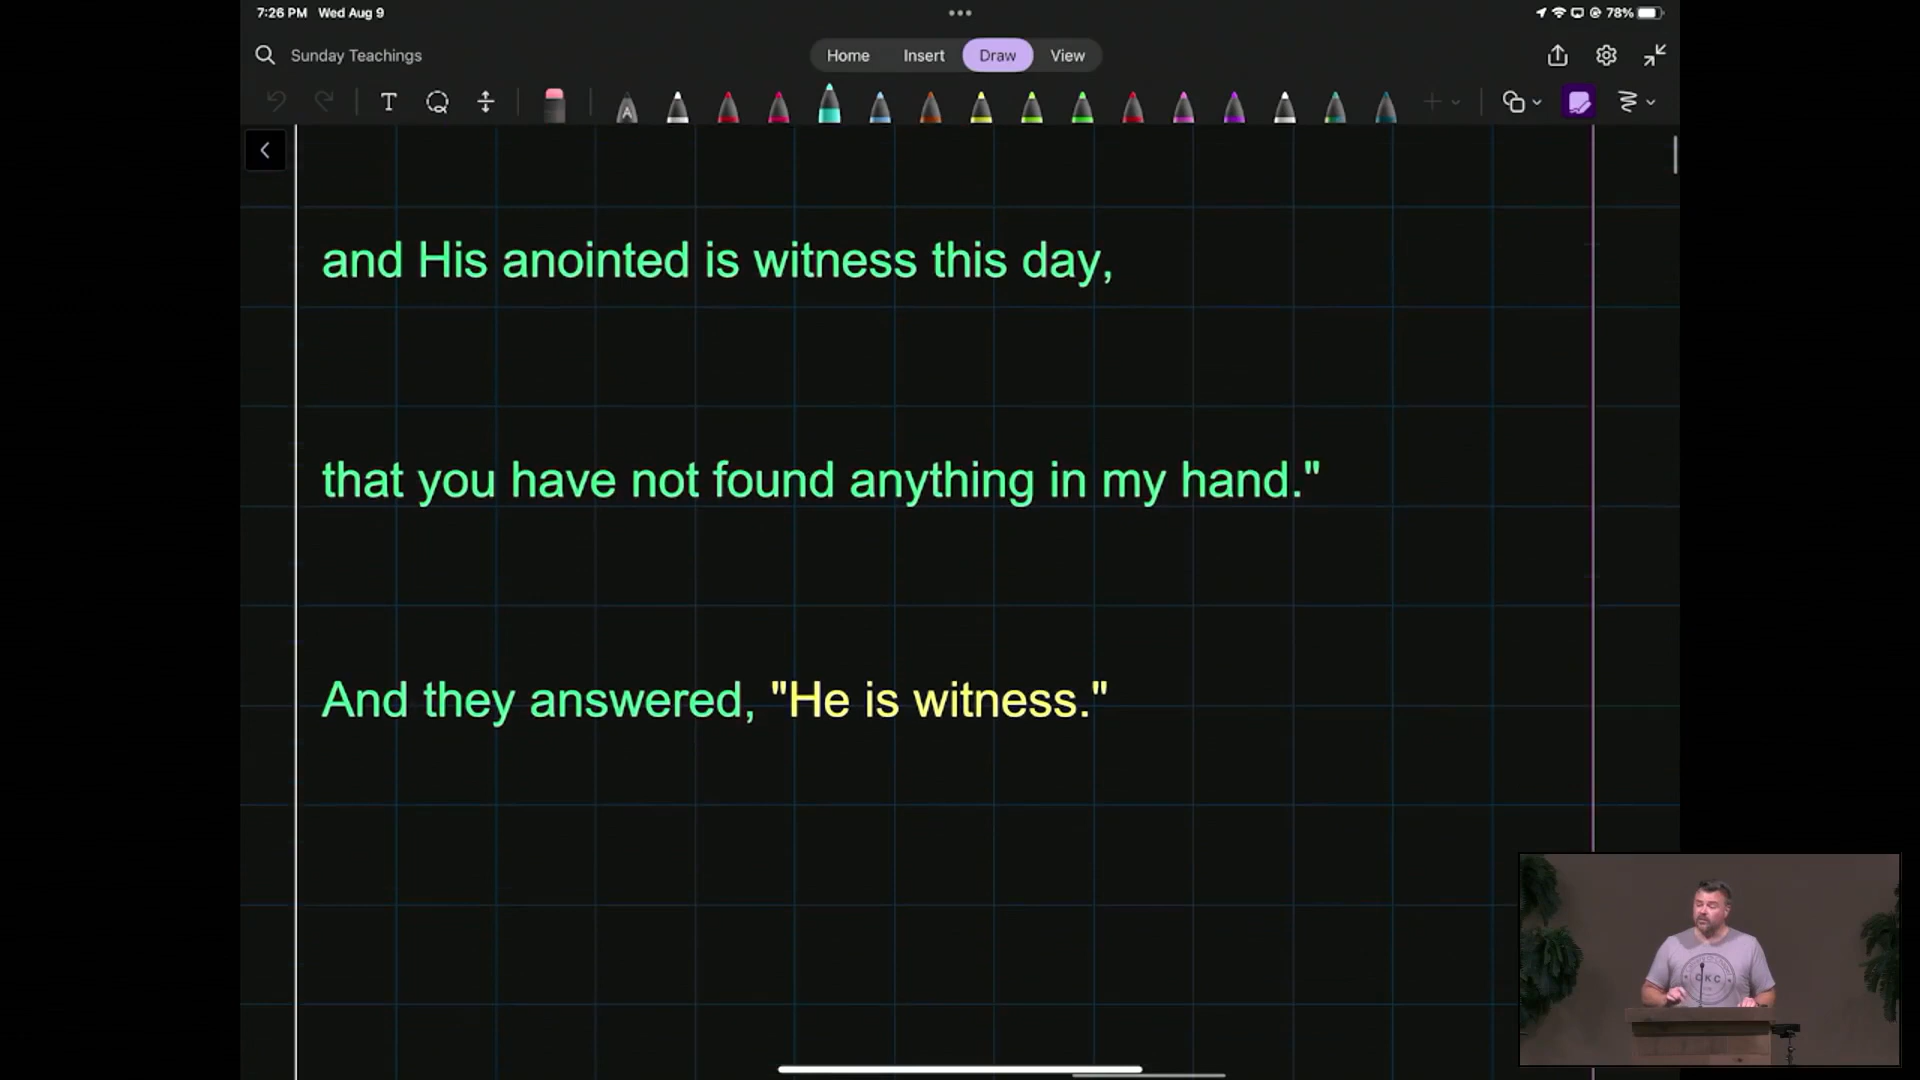 7:26 PM Wed Aug 9
78%
Sunday Teachings
Home Insert Draw View
T
A
and His anointed is witness this day,
that you have not found anything in my hand."
And they answered, "He is witness."
CKC